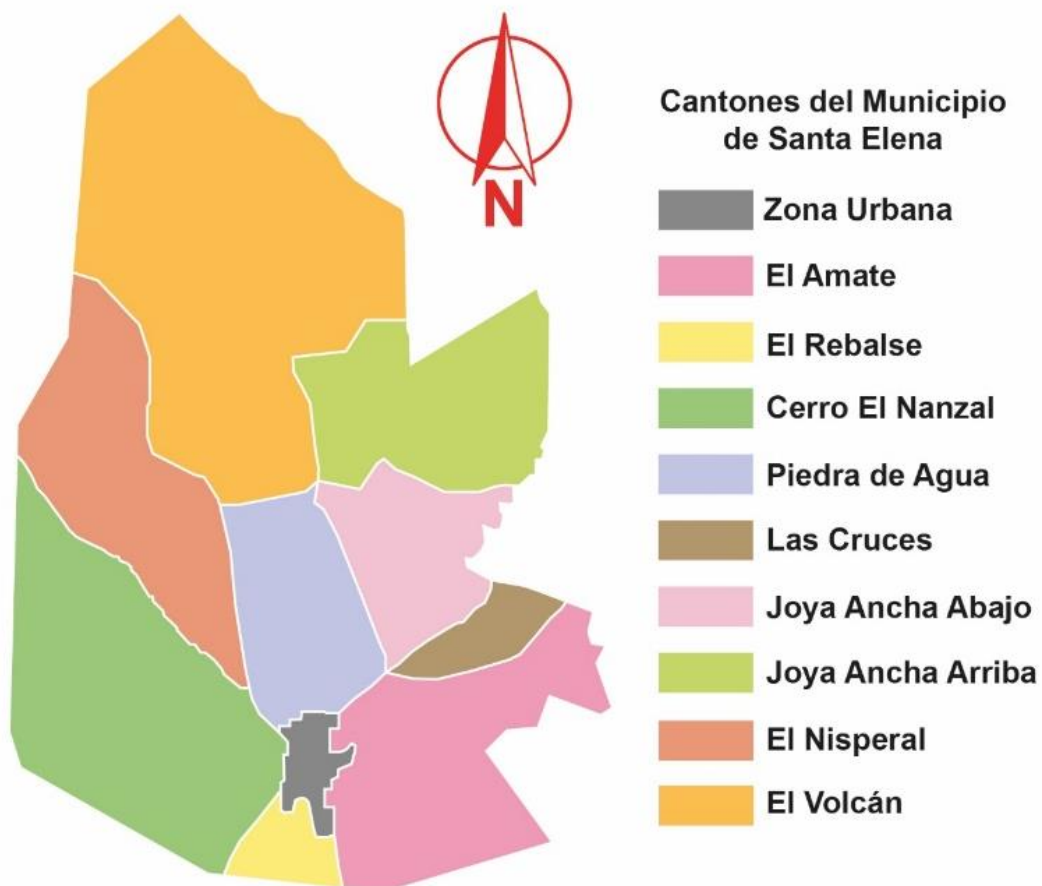 N
Cantones del Municipio
de Santa Elena
Zona Urbana
El Amate
El Rebalse
Cerro El Nanzal
Piedra de Agua
Las Cruces
Joya Ancha Abajo
Joya Ancha Arriba
El Nisperal
El Volcán